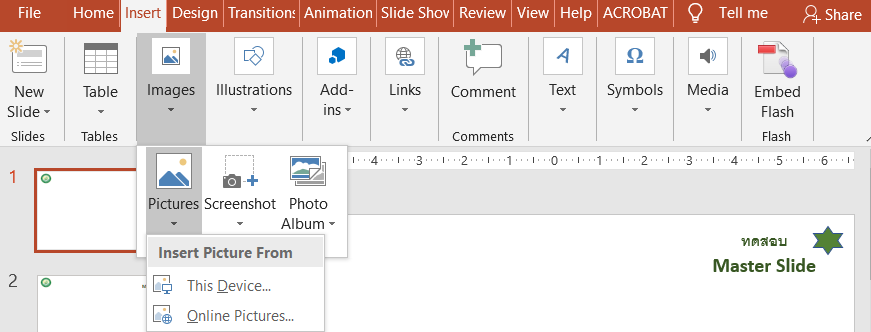 File Home Insert Design Transitions Animation Slide Shov Review View Help ACROBAT Tell me Share
New Slide Table Images Illustrations Add-ins Links Comment Text Symbols Media Embed Flash
Slides Tables Comments Flash
1 4 3 2 1 0 1 2 3 4 5 6
Pictures Screenshot Photo Album
Insert Picture From
This Device...
Online Pictures...
ทดสอบ
Master Slide
2